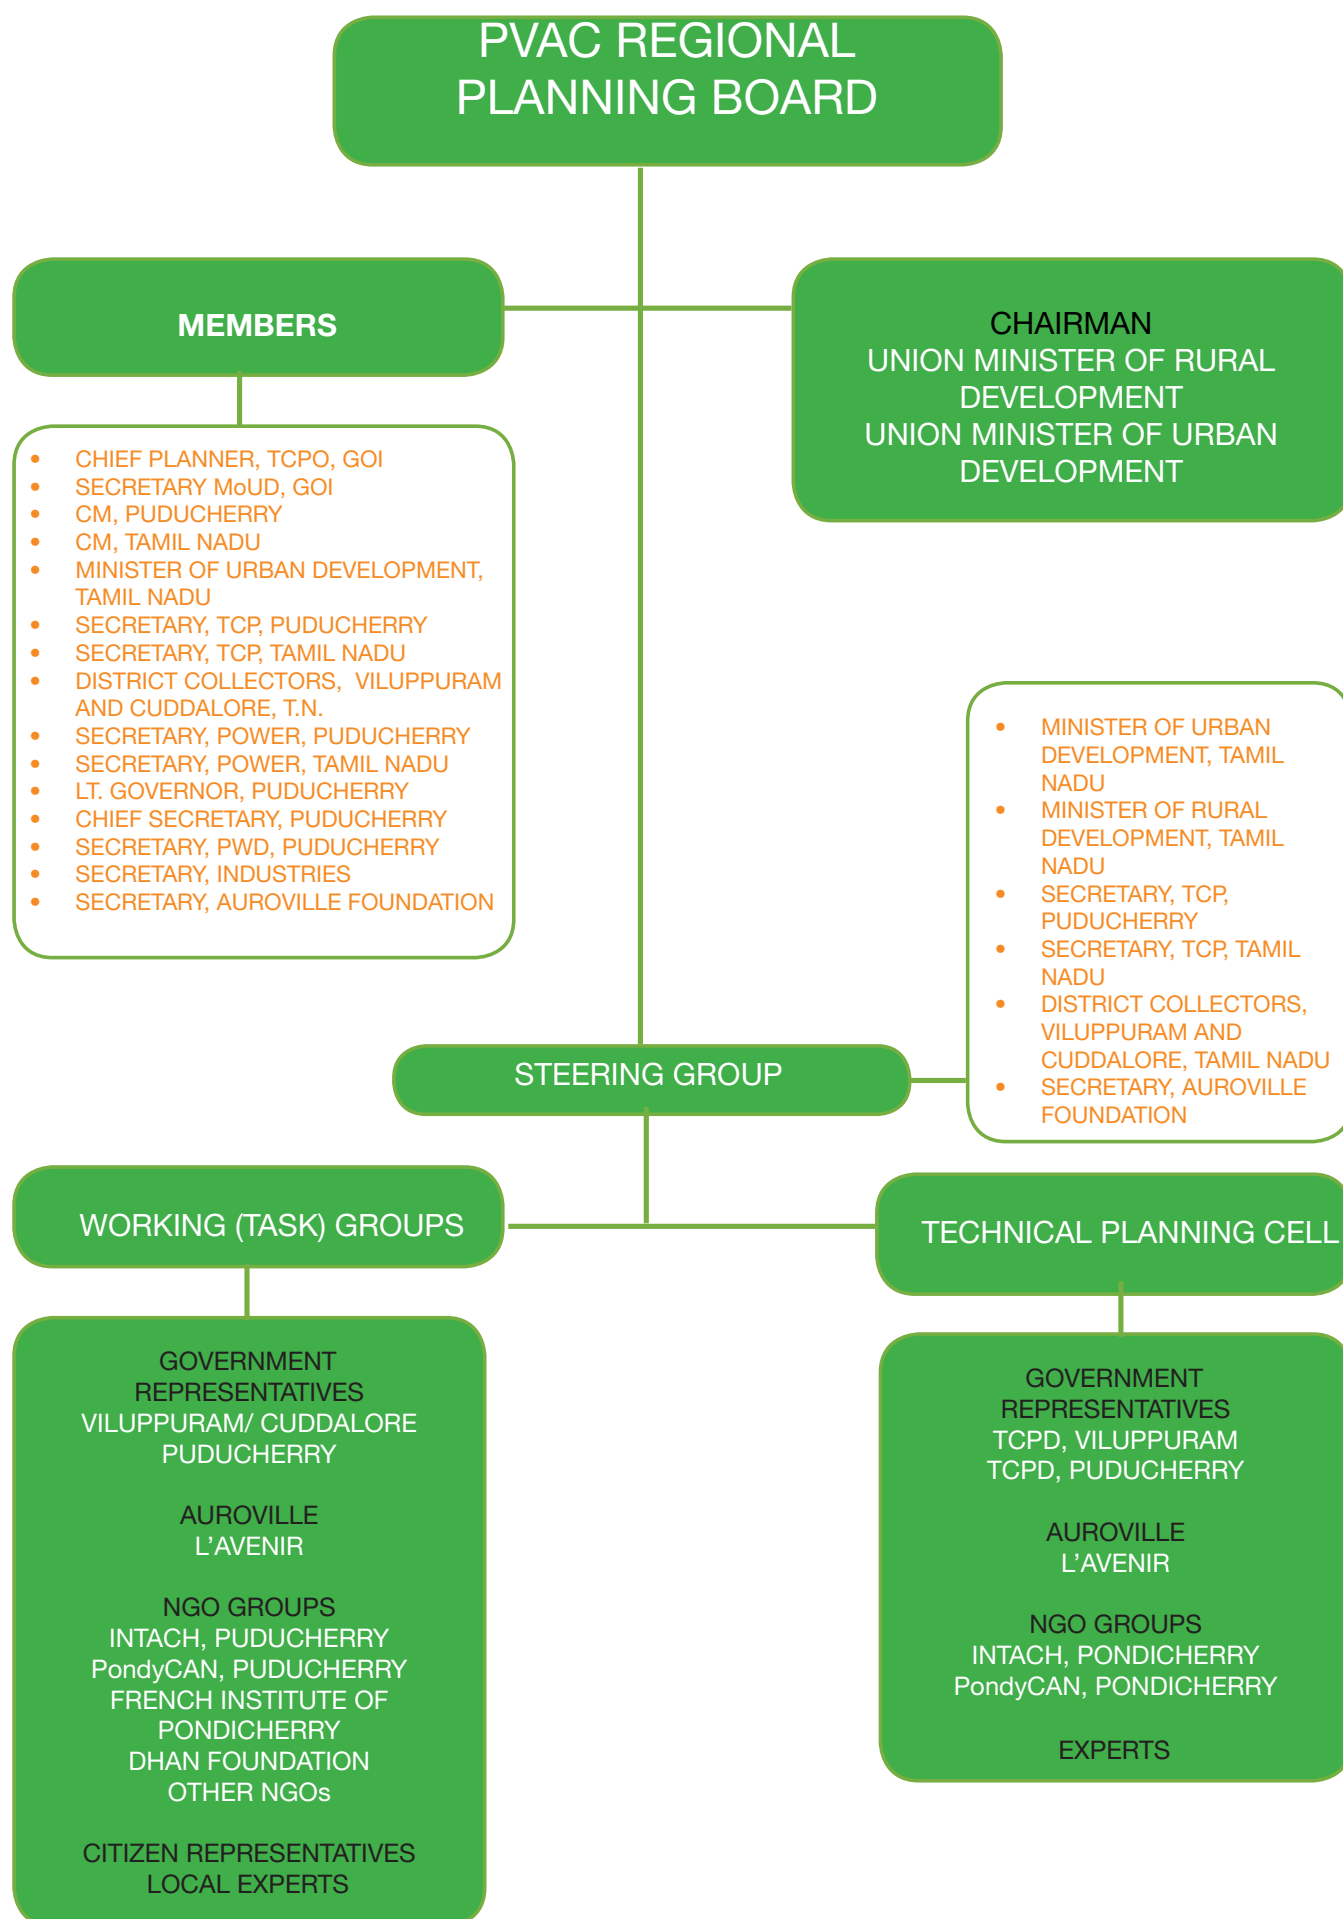 PVAC REGIONAL
PLANNING BOARD
MEMBERS
CHAIRMAN
UNION MINISTER OF RURAL
DEVELOPMENT
UNION MINISTER OF URBAN
DEVELOPMENT
• CHIEF PLANNER, TCPO, GOI
• SECRETARY MoUD, GOI
• CM, PUDUCHERRY
• CM, TAMIL NADU
• MINISTER OF URBAN DEVELOPMENT,
TAMIL NADU
• SECRETARY, TCP, PUDUCHERRY
• SECRETARY, TCP, TAMIL NADU
• DISTRICT COLLECTORS, VILUPPURAM
AND CUDDALORE, T.N.
• SECRETARY, POWER, PUDUCHERRY
• SECRETARY, POWER, TAMIL NADU
• LT. GOVERNOR, PUDUCHERRY
• CHIEF SECRETARY, PUDUCHERRY
• SECRETARY, PWD, PUDUCHERRY
• SECRETARY, INDUSTRIES
• SECRETARY, AUROVILLE FOUNDATION
• MINISTER OF URBAN
DEVELOPMENT, TAMIL
NADU
• MINISTER OF RURAL
DEVELOPMENT, TAMIL
NADU
• SECRETARY, TCP,
PUDUCHERRY
• SECRETARY, TCP, TAMIL
NADU
• DISTRICT COLLECTORS,
VILUPPURAM AND
CUDDALORE, TAMIL NADU
• SECRETARY, AUROVILLE
FOUNDATION
STEERING GROUP
WORKING (TASK) GROUPS
TECHNICAL PLANNING CELL
GOVERNMENT
REPRESENTATIVES
VILUPPURAM/ CUDDALORE
PUDUCHERRY
AUROVILLE
L’AVENIR
NGO GROUPS
INTACH, PUDUCHERRY
PondyCAN, PUDUCHERRY
FRENCH INSTITUTE OF
PONDICHERRY
DHAN FOUNDATION
OTHER NGOs
CITIZEN REPRESENTATIVES
LOCAL EXPERTS
GOVERNMENT
REPRESENTATIVES
TCPD, VILUPPURAM
TCPD, PUDUCHERRY
AUROVILLE
L’AVENIR
NGO GROUPS
INTACH, PONDICHERRY
PondyCAN, PONDICHERRY
EXPERTS